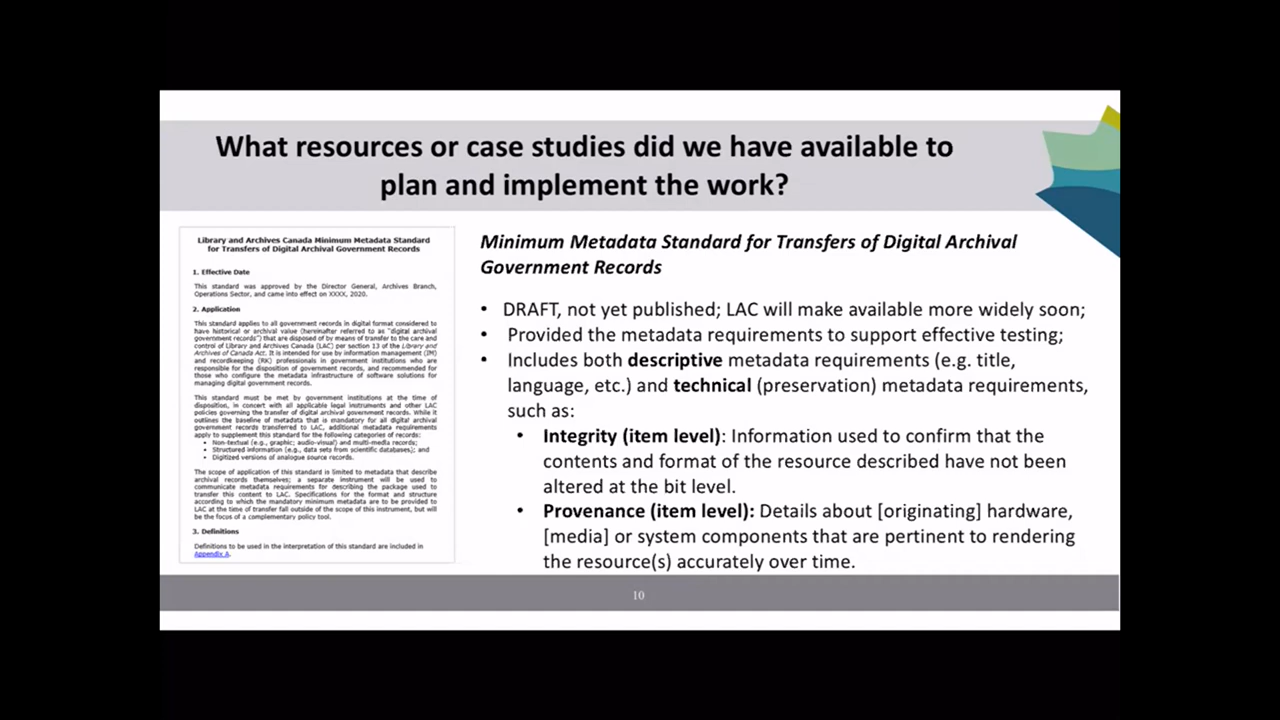 What resources or case studies did we have available to
plan and implement the work?
Library and Archives Canada Minimum Metadata Standard
for Transfers of Digital Archival Government Records
1. Effective Date
This standard was approved by the Director General, Archives Branch,
Operations Sector, and came into effect on XXXX, 2020.
2. Application
This standard applies to all government records in digital format considered to
have historical or archival value (hereinafter referred to as "digital archival
government records") that are disposed of by means of transfer to the care and
control of Library and Archives Canada (LAC) per section 13 of the Library and
Archives of Canada Act. It is intended for use by information management (IM)
and recordkeeping (RK) professionals in government institutions who are
responsible for the disposition of government records, and recommended for
those who configure the metadata infrastructure of software solutions for
managing digital government records.
This standard must be met by government institutions at the time of
disposition, in concert with all applicable legal instruments and other LAC
policies governing the transfer of digital archival government records. While it
outlines the baseline of metadata that is mandatory for all digital archival
government records transferred to LAC, additional metadata requirements
apply to supplement this standard for the following categories of records:
• Non-textual (e.g., graphic; audio-visual) and multi-media records;
• Structured information (e.g., data sets from scientific databases); and
• Digitized versions of analogue source records.
The scope of application of this standard is limited to metadata that describe
archival records themselves; a separate instrument will be used to
communicate metadata requirements for describing the package used to
transfer this content to LAC. Specifications for the format and structure
according to which the mandatory minimum metadata are to be provided to
LAC at the time of transfer fall outside of the scope of this instrument, but will
be the focus of a complementary policy tool.
3. Definitions
Definitions to be used in the interpretation of this standard are included in
Appendix A.
Minimum Metadata Standard for Transfers of Digital Archival
Government Records
• DRAFT, not yet published; LAC will make available more widely soon;
• Provided the metadata requirements to support effective testing;
• Includes both descriptive metadata requirements (e.g. title,
language, etc.) and technical (preservation) metadata requirements,
such as:
• Integrity (item level): Information used to confirm that the
contents and format of the resource described have not been
altered at the bit level.
• Provenance (item level): Details about [originating] hardware,
[media] or system components that are pertinent to rendering
the resource(s) accurately over time.
10